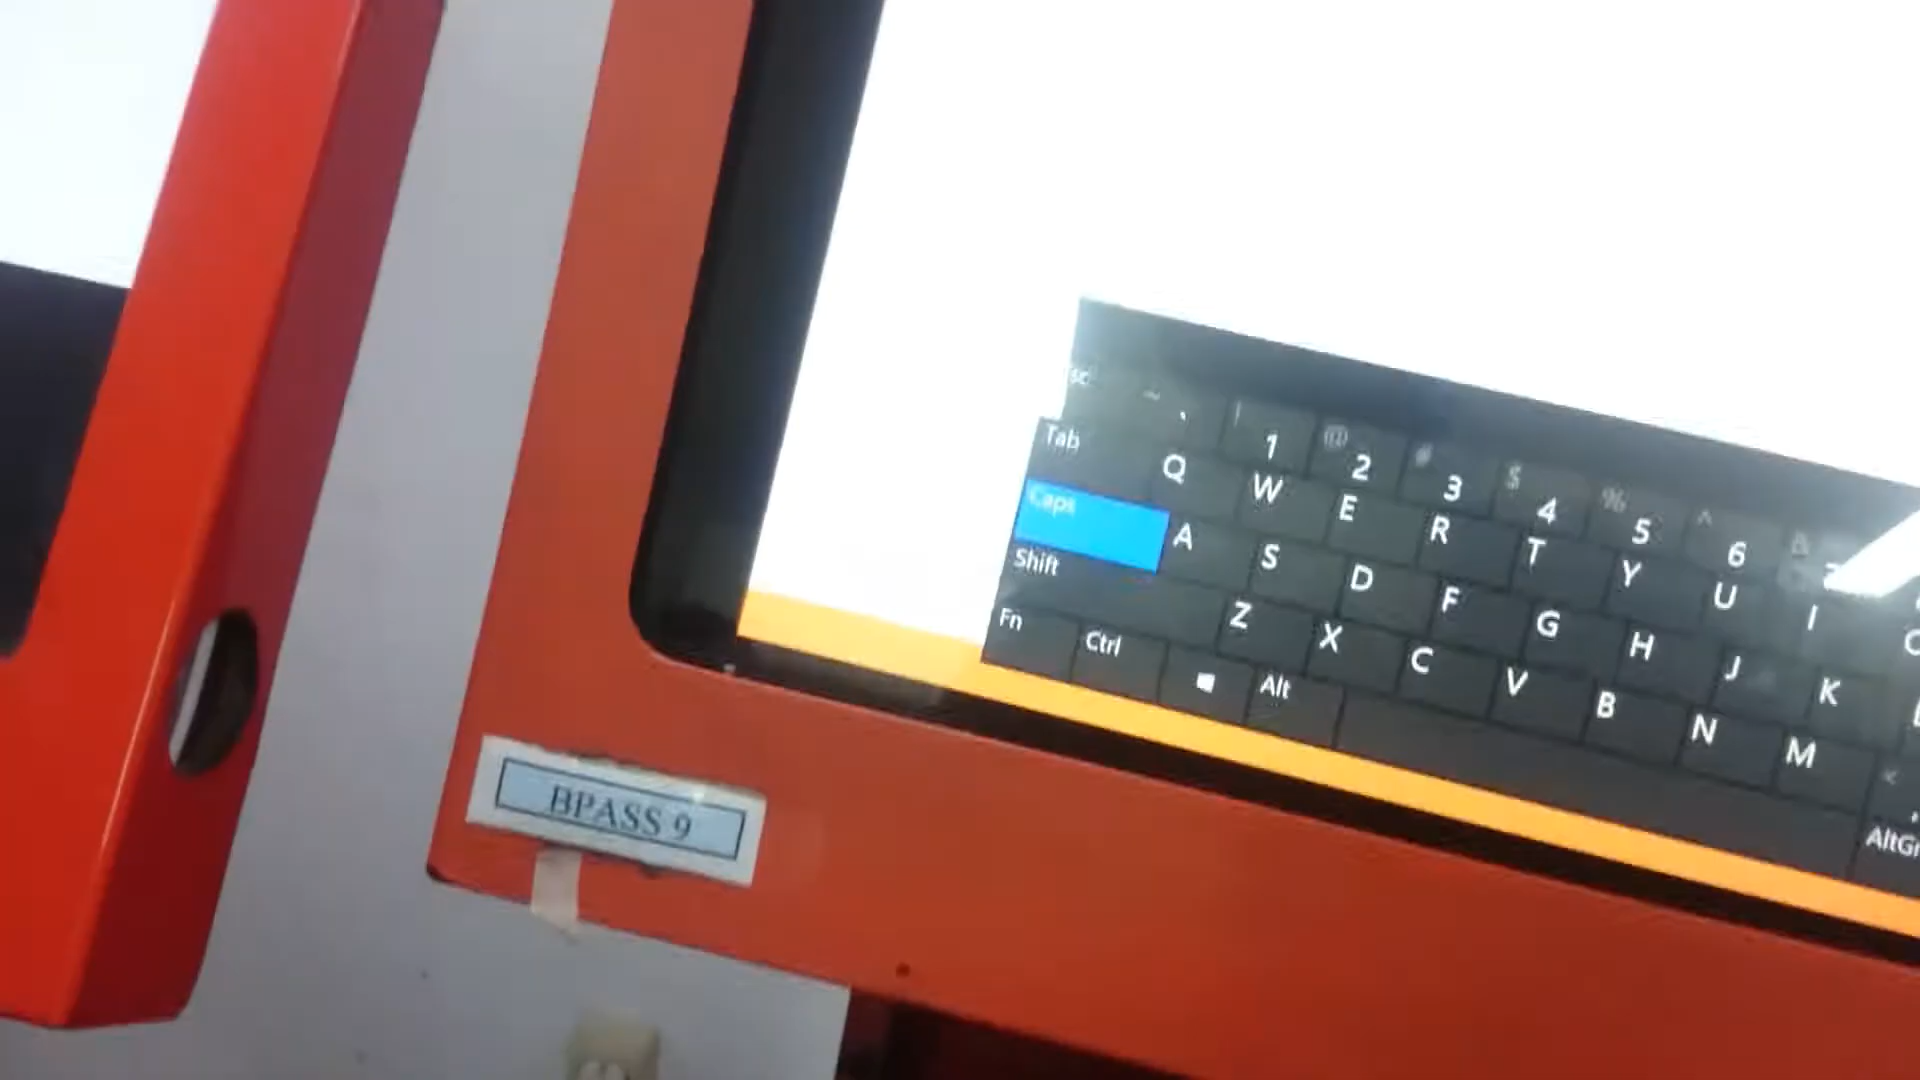 ~ ` ! 1 @ 2 # 3 $ 4 % 5 ^ 6 &
Tab Q W E R T Y U I
Caps A S D F G H J K
Shift Z X C V B N M <
Fn Ctrl Alt AltGr
BPASS 9